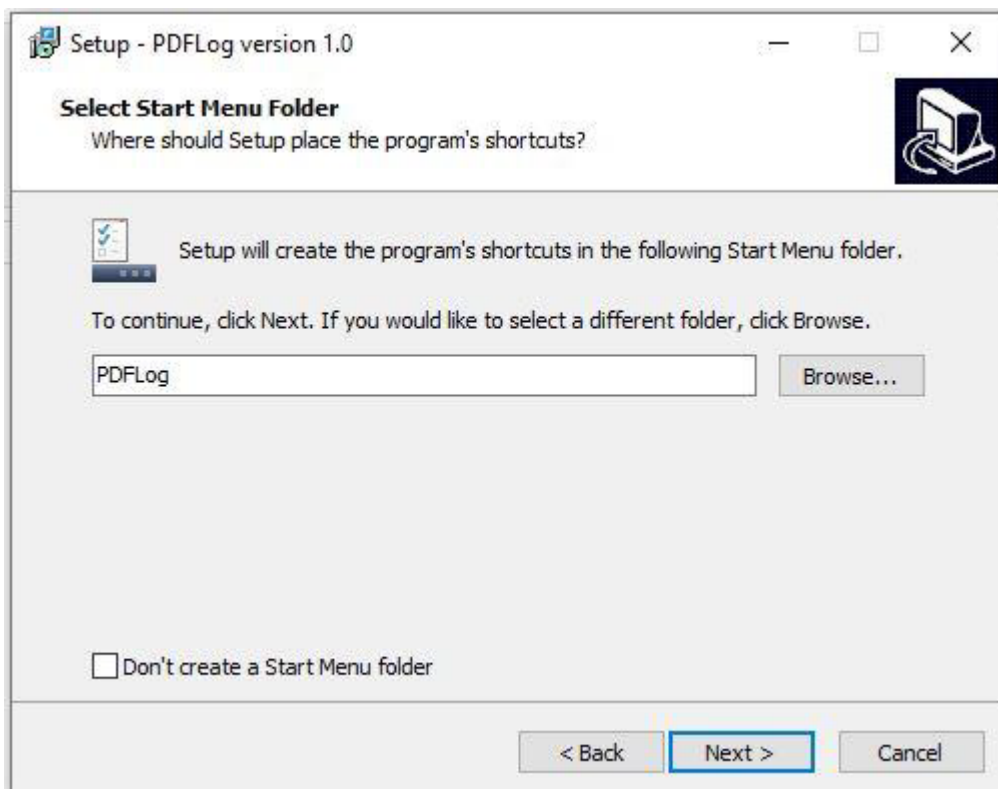 Setup - PDFLog version 1.0
Select Start Menu Folder
Where should Setup place the program's shortcuts?
Setup will create the program's shortcuts in the following Start Menu folder.
To continue, click Next. If you would like to select a different folder, click Browse.
PDFLog
Browse...
Don't create a Start Menu folder
< Back
Next >
Cancel